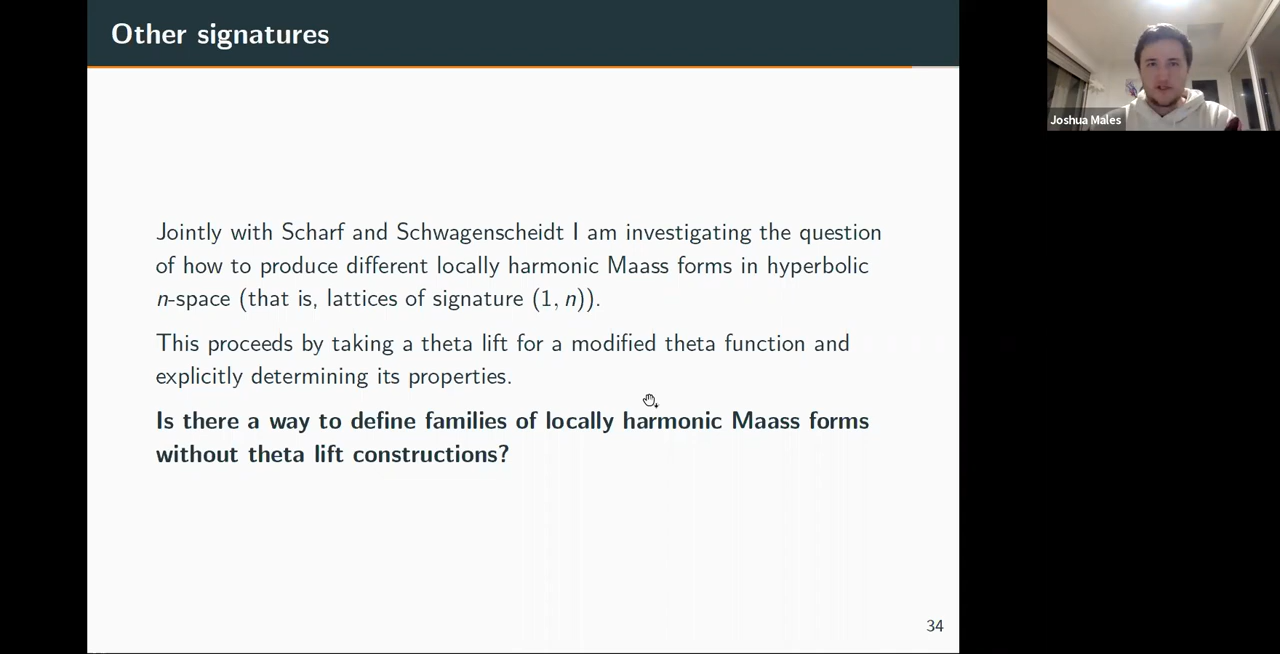 Other signatures
Joshua Males
Jointly with Scharf and Schwagenscheidt I am investigating the question
of how to produce different locally harmonic Maass forms in hyperbolic
n-space (that is, lattices of signature (1, n)).
This proceeds by taking a theta lift for a modified theta function and
explicitly determining its properties.
Is there a way to define families of locally harmonic Maass forms
without theta lift constructions?
34